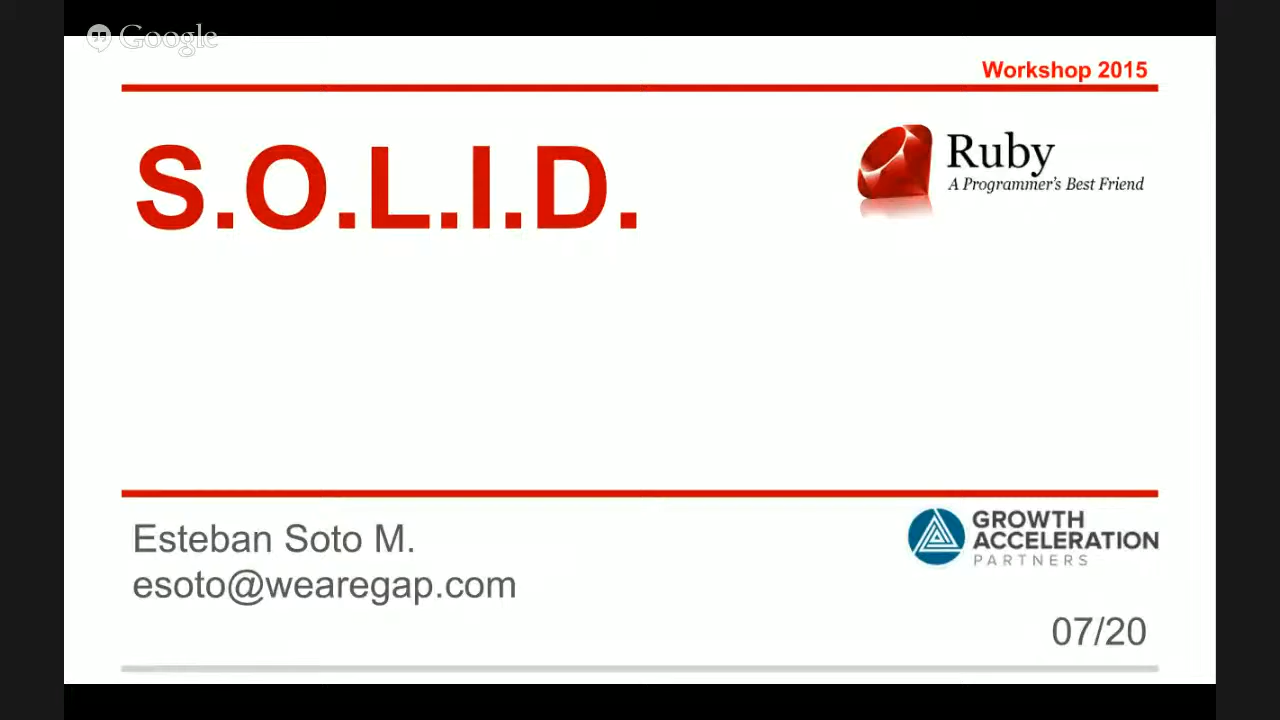 Google
Workshop 2015
S.O.L.I.D.
Ruby
A Programmer's Best Friend
Esteban Soto M.
esoto@wearegap.com
GROWTH
ACCELERATION
PARTNERS
07/20